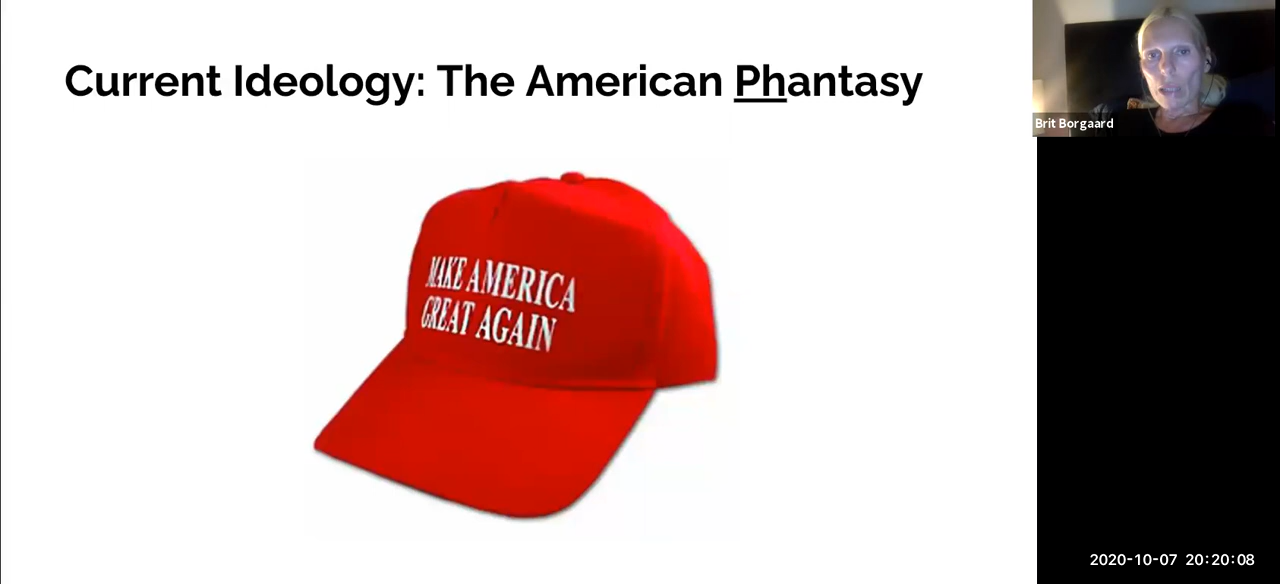 Current Ideology: The American Phantasy
Brit Borgaard
MAKE AMERICA
GREAT AGAIN
2020-10-07 20:20:08